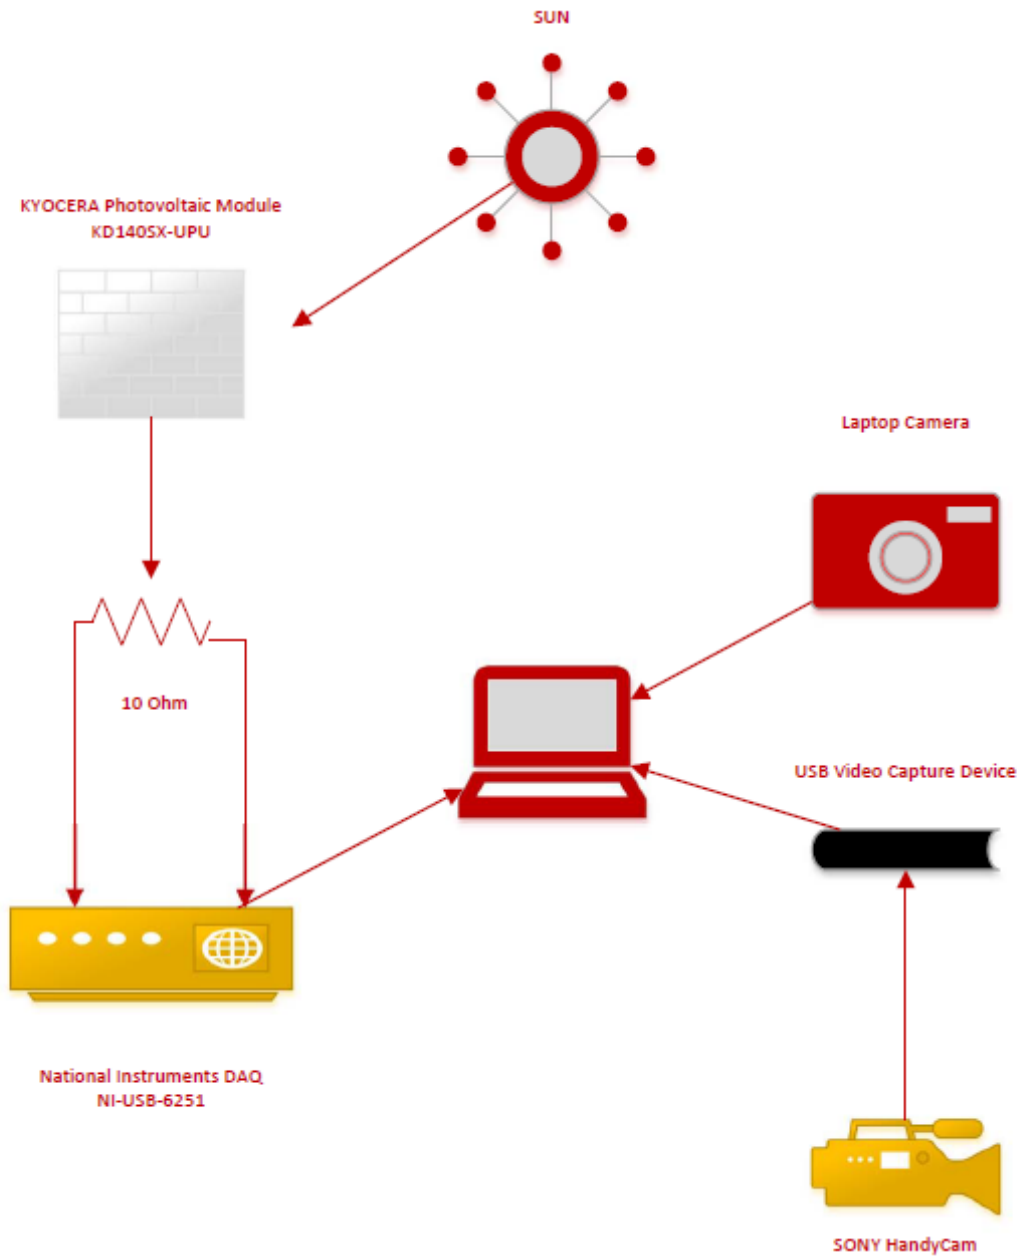 SUN
KYOCERA Photovoltaic Module
KD140SX-UPU
Laptop Camera
10 Ohm
USB Video Capture Device
National Instruments DAQ
NI-USB-6251
SONY HandyCam